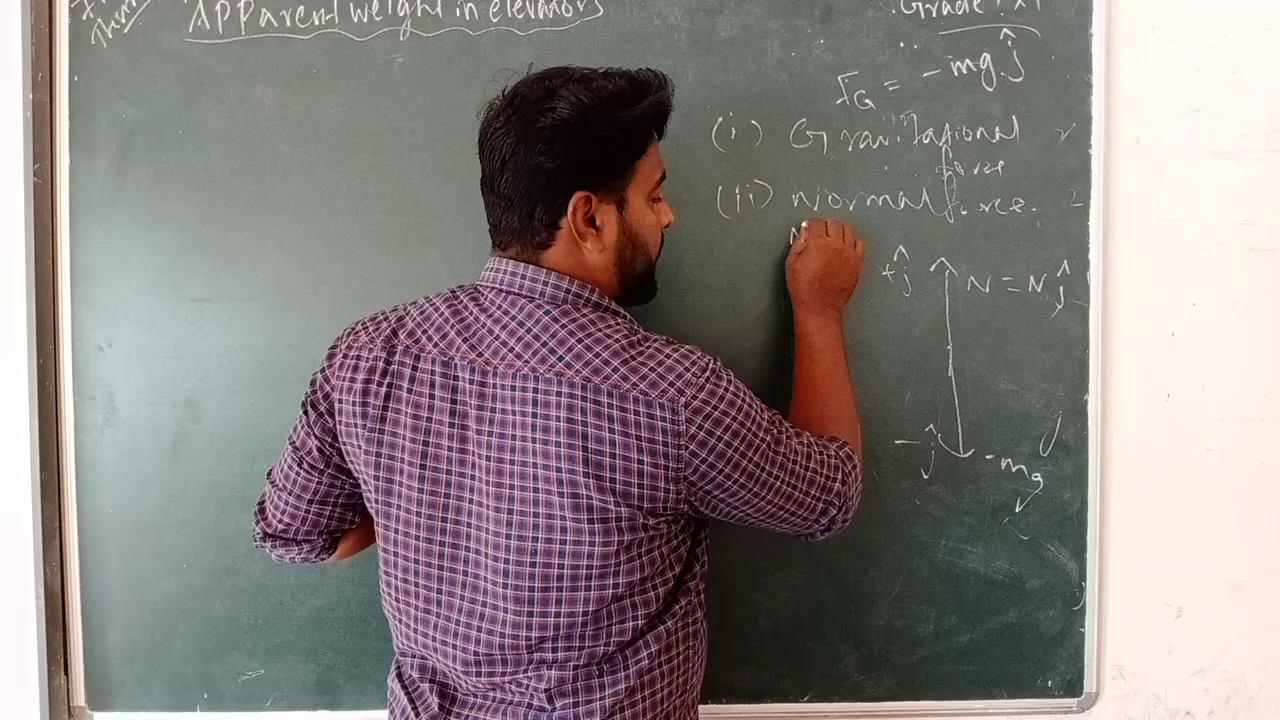 Apparent weight in elevators
Grade: XI
F_G = -mg ĵ
(i) Gravitational
force
(ii) Normal force.
N
+ĵ
N = N ĵ
-ĵ
-mg